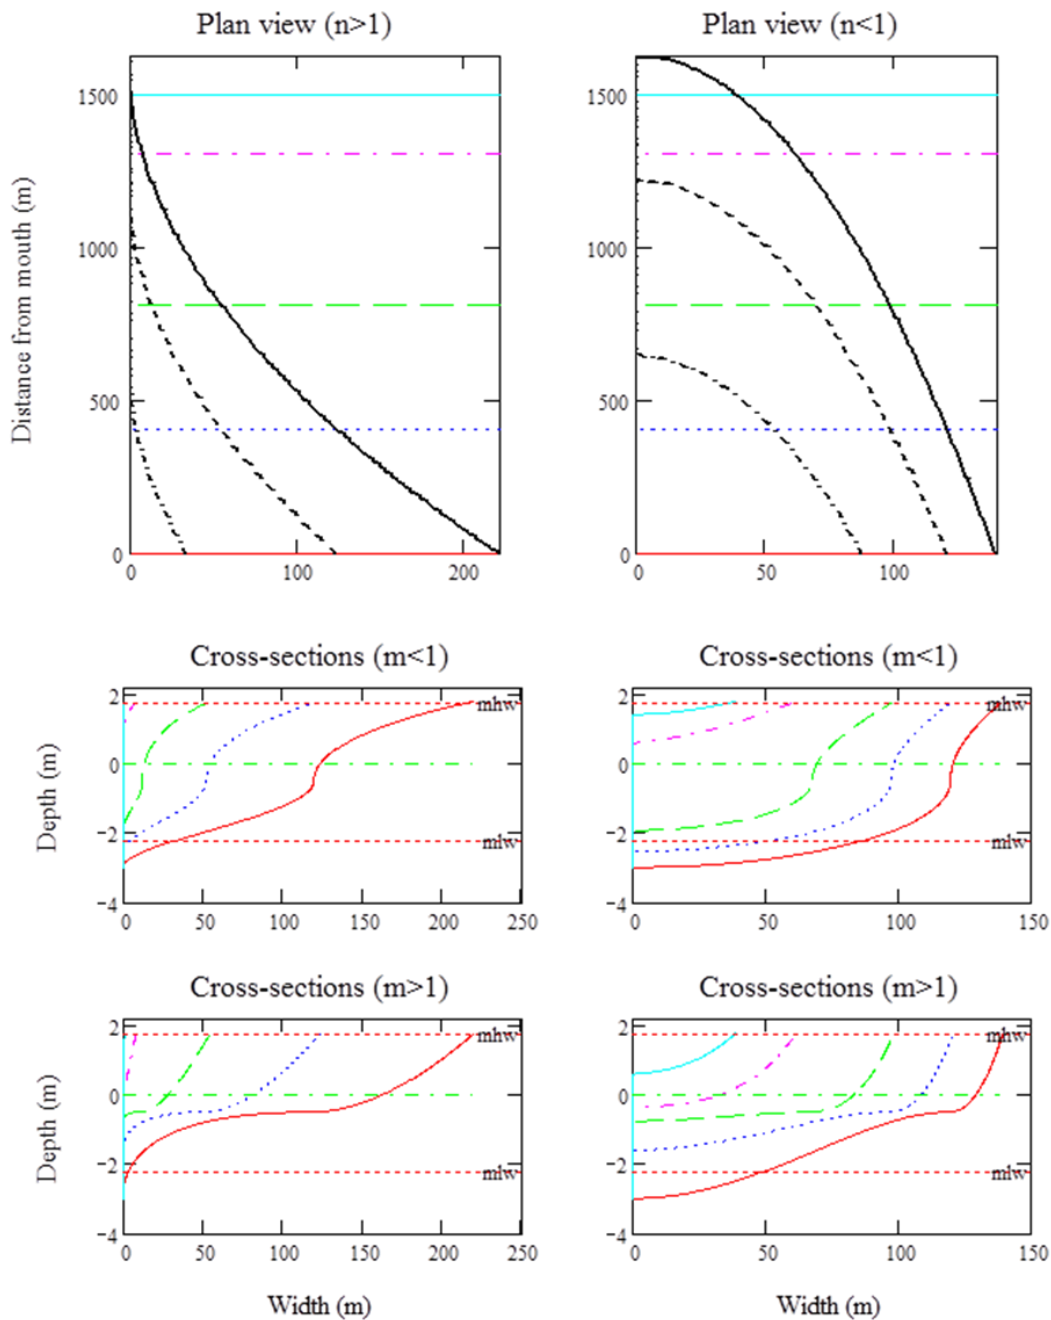 Plan view (n>1)
Plan view (n<1)
Distance from mouth (m)
1500
1000
500
0
0 100 200
1500
1000
500
0
0 50 100
Cross-sections (m<1)
Cross-sections (m<1)
Depth (m)
2
0
−2
−4
mhw
mlw
0 50 100 150 200 250
2
0
−2
−4
mhw
mlw
0 50 100 150
Cross-sections (m>1)
Cross-sections (m>1)
Depth (m)
2
0
−2
−4
mhw
mlw
0 50 100 150 200 250
2
0
−2
−4
mhw
mlw
0 50 100 150
Width (m)
Width (m)